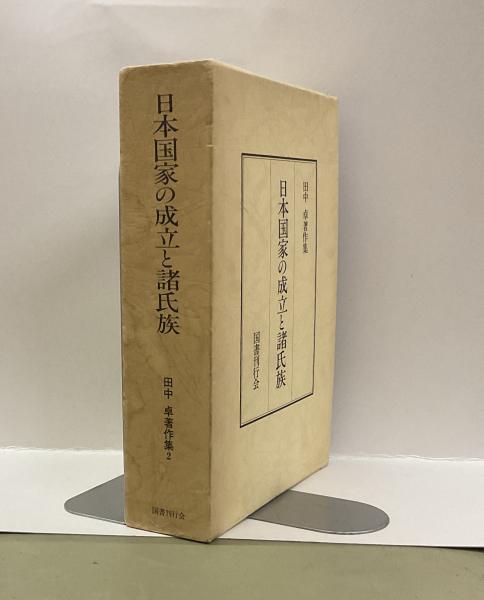 日本国家の成立と諸氏族
田中 卓著作集2
国書刊行会
田中 卓著作集
日本国家の成立と諸氏族
国書刊行会